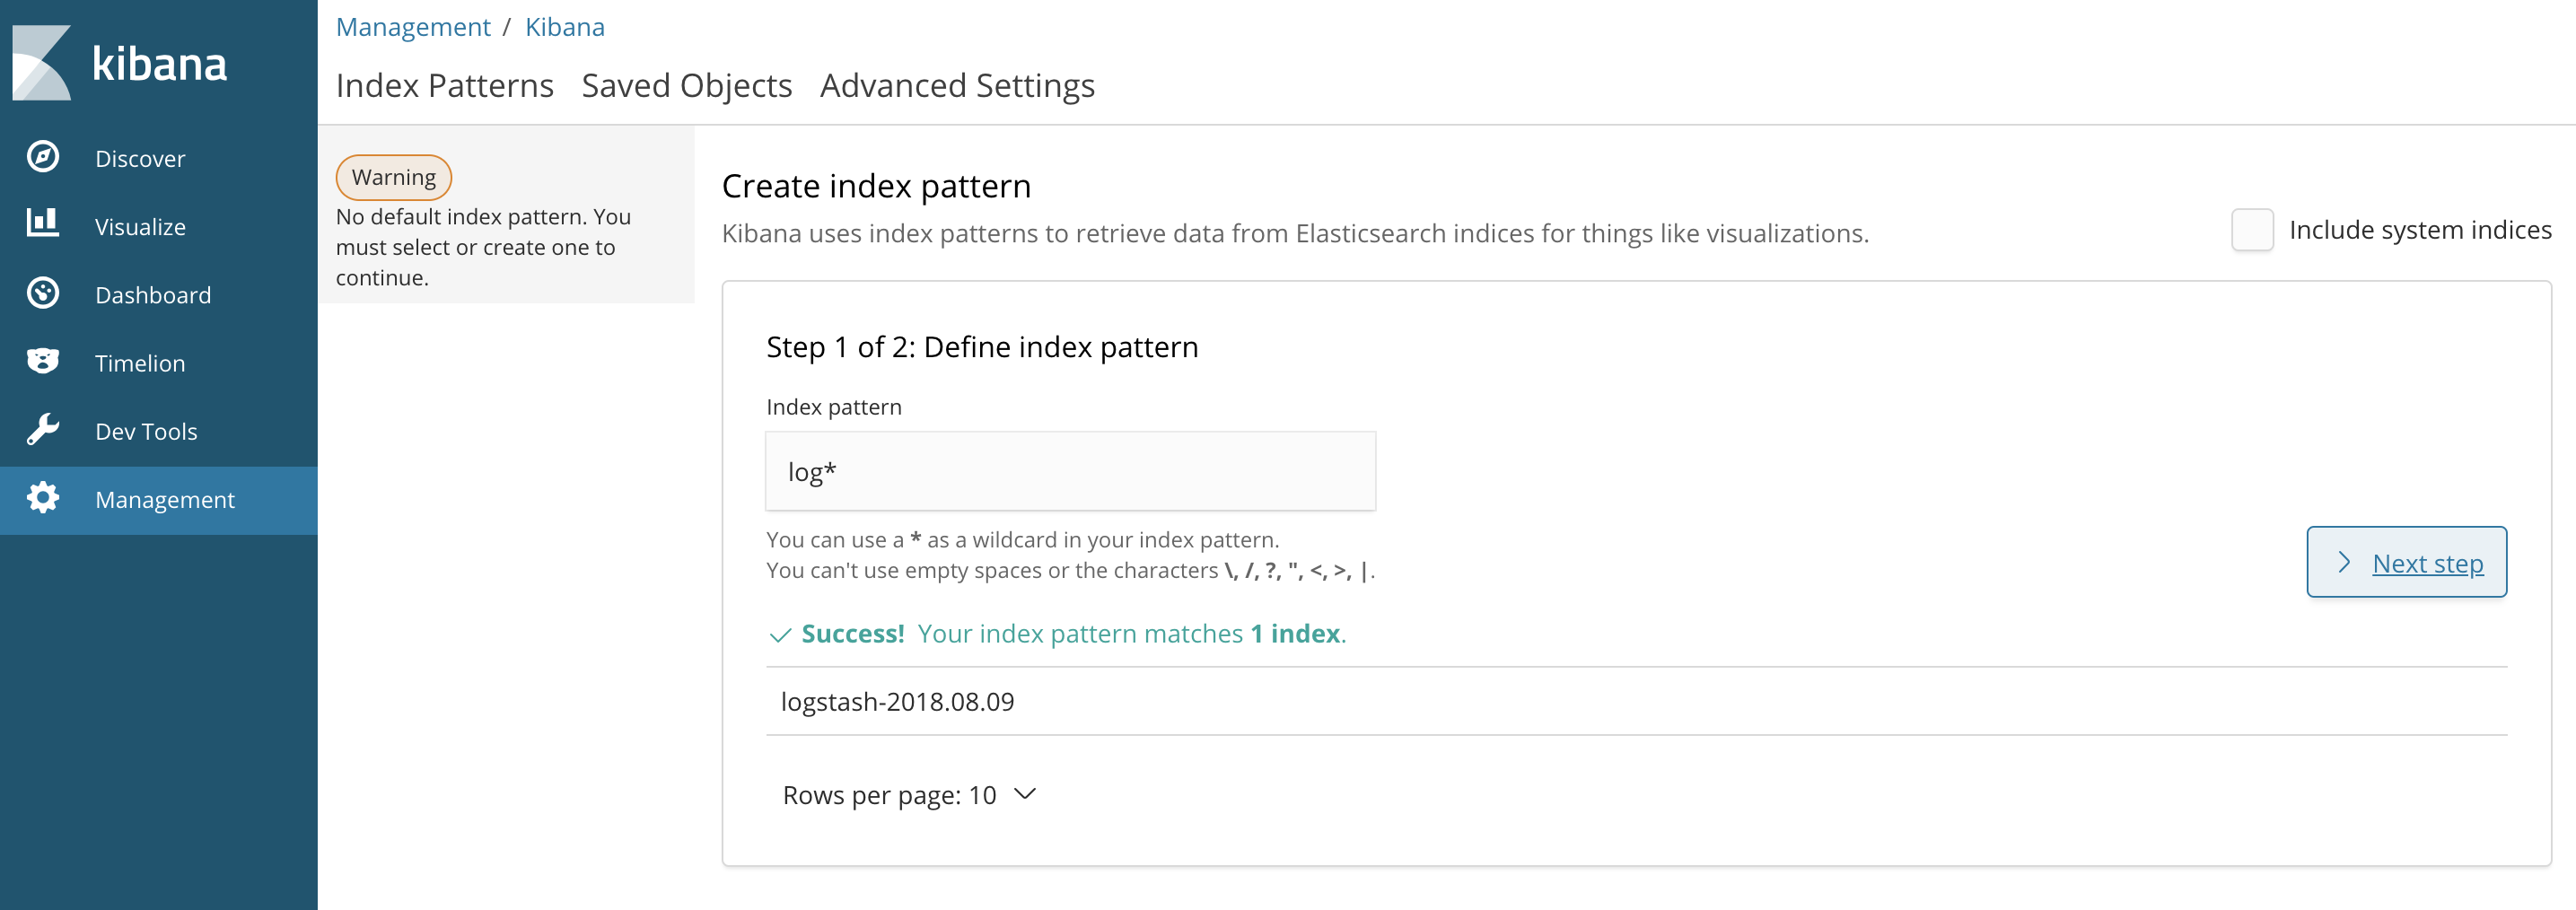 kibana
Discover
Visualize
Dashboard
Timelion
Dev Tools
Management
Management / Kibana
Index Patterns Saved Objects Advanced Settings
Warning
No default index pattern. You
must select or create one to
continue.
Create index pattern
Kibana uses index patterns to retrieve data from Elasticsearch indices for things like visualizations.
Include system indices
Step 1 of 2: Define index pattern
Index pattern
log*
You can use a * as a wildcard in your index pattern.
You can't use empty spaces or the characters \, /, ?, ", <, >, |.
Next step
Success! Your index pattern matches 1 index.
logstash-2018.08.09
Rows per page: 10